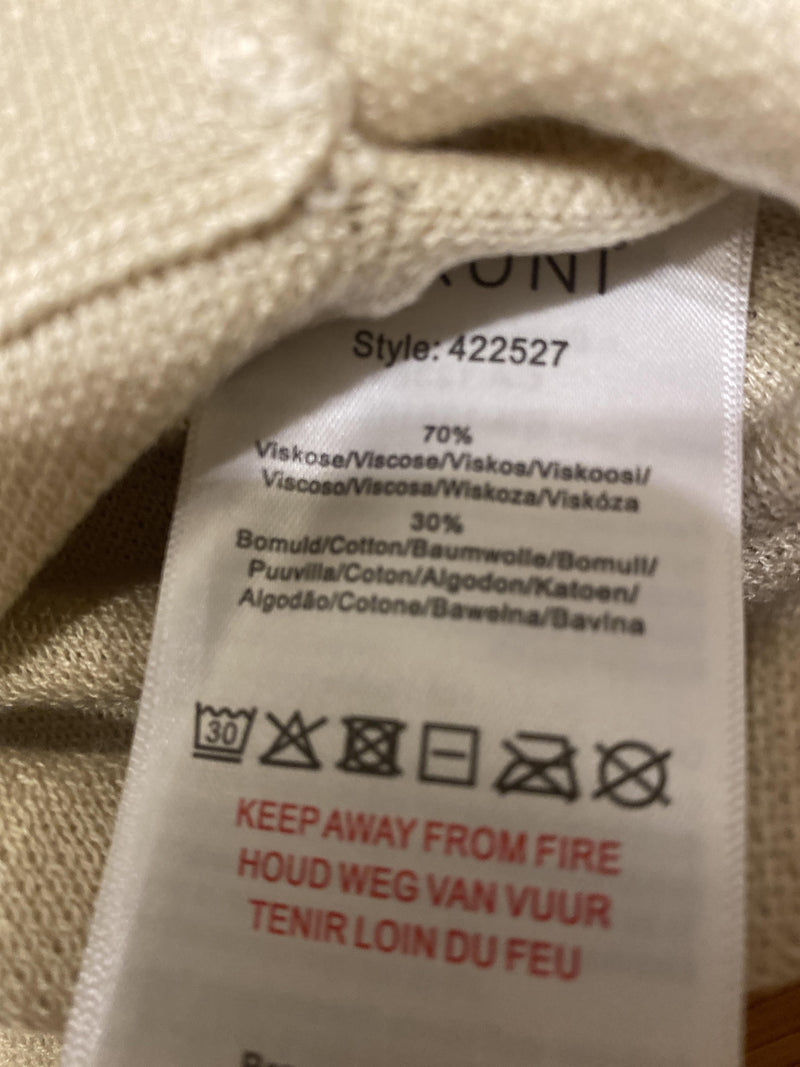 Style: 422527
70%
Viskose/Viscose/Viskos/Viskoosi/
Viscoso/Viscosa/Wiskoza/Viskóza
30%
Bomuld/Cotton/Baumwolle/Bomull/
Puuvilla/Coton/Algodon/Katoen/
Algodão/Cotone/Bawelna/Bavlna
30
KEEP AWAY FROM FIRE
HOUD WEG VAN VUUR
TENIR LOIN DU FEU